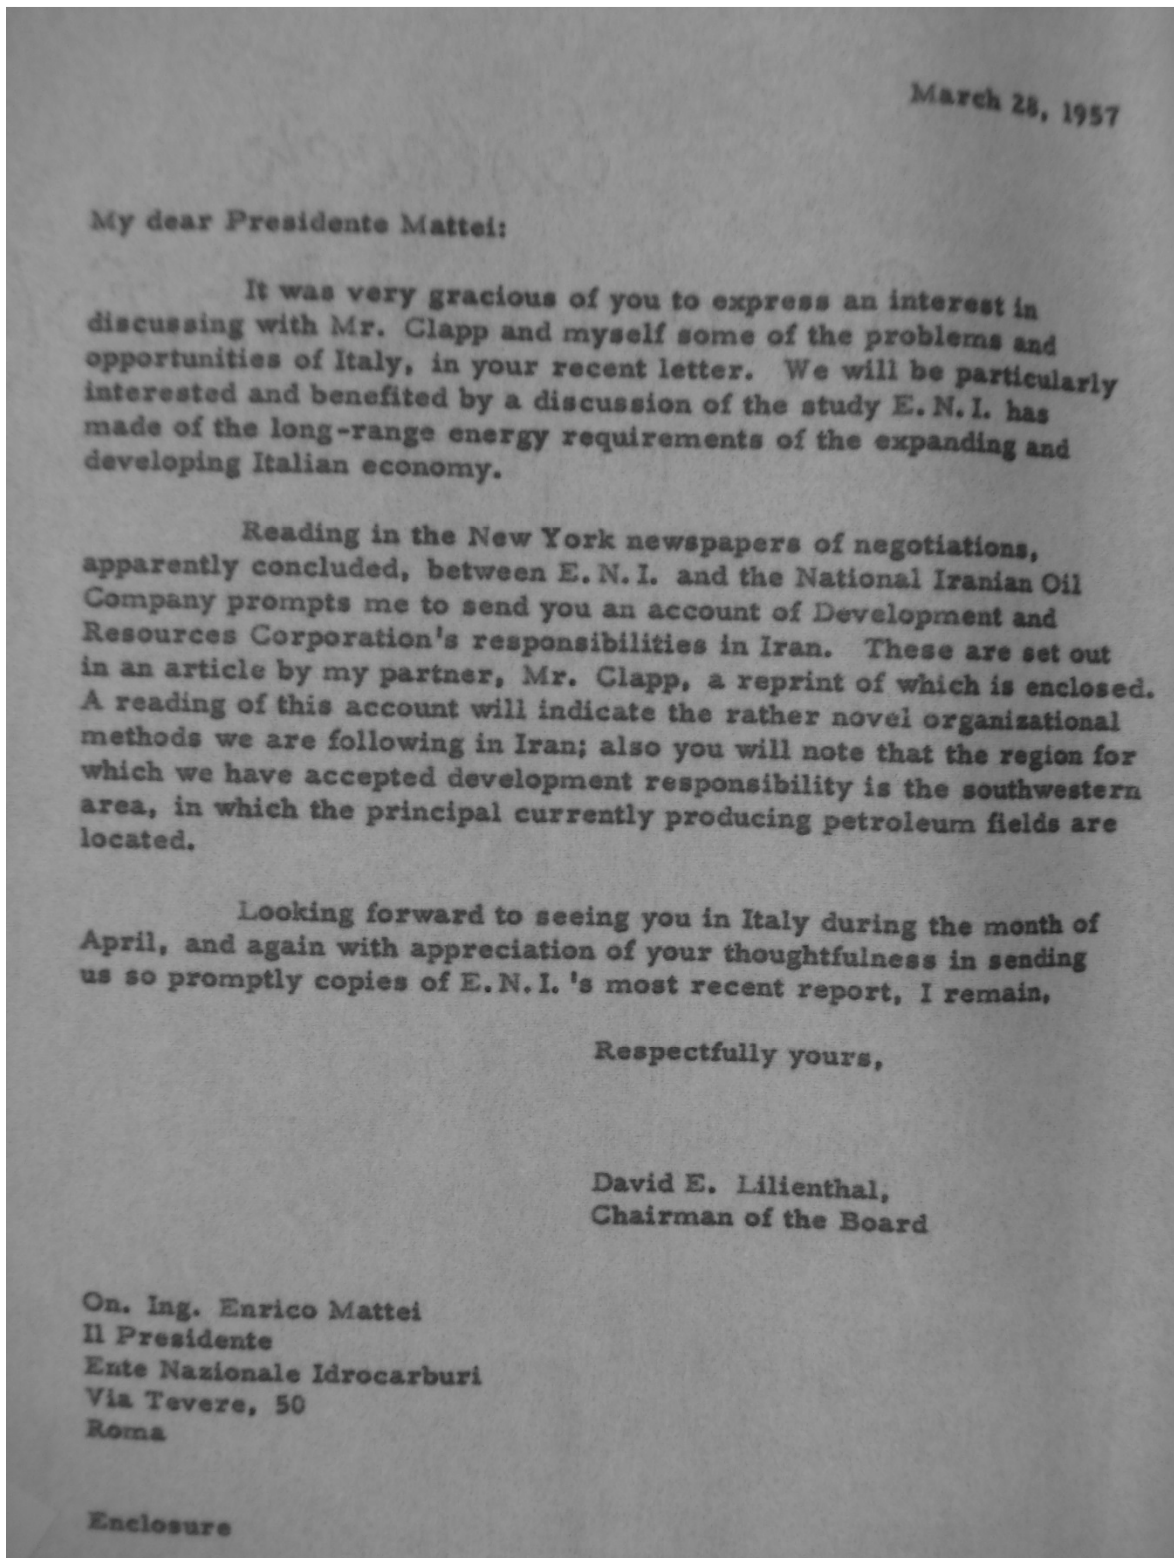 March 28, 1957
My dear Presidente Mattei:
It was very gracious of you to express an interest in
discussing with Mr. Clapp and myself some of the problems and
opportunities of Italy, in your recent letter. We will be particularly
interested and benefited by a discussion of the study E. N. I. has
made of the long-range energy requirements of the expanding and
developing Italian economy.
Reading in the New York newspapers of negotiations,
apparently concluded, between E. N. I. and the National Iranian Oil
Company prompts me to send you an account of Development and
Resources Corporation's responsibilities in Iran. These are set out
in an article by my partner, Mr. Clapp, a reprint of which is enclosed.
A reading of this account will indicate the rather novel organizational
methods we are following in Iran; also you will note that the region for
which we have accepted development responsibility is the southwestern
area, in which the principal currently producing petroleum fields are
located.
Looking forward to seeing you in Italy during the month of
April, and again with appreciation of your thoughtfulness in sending
us so promptly copies of E. N. I. 's most recent report, I remain,
Respectfully yours,
David E. Lilienthal,
Chairman of the Board
On. Ing. Enrico Mattei
Il Presidente
Ente Nazionale Idrocarburi
Via Tevere, 50
Roma
Enclosure